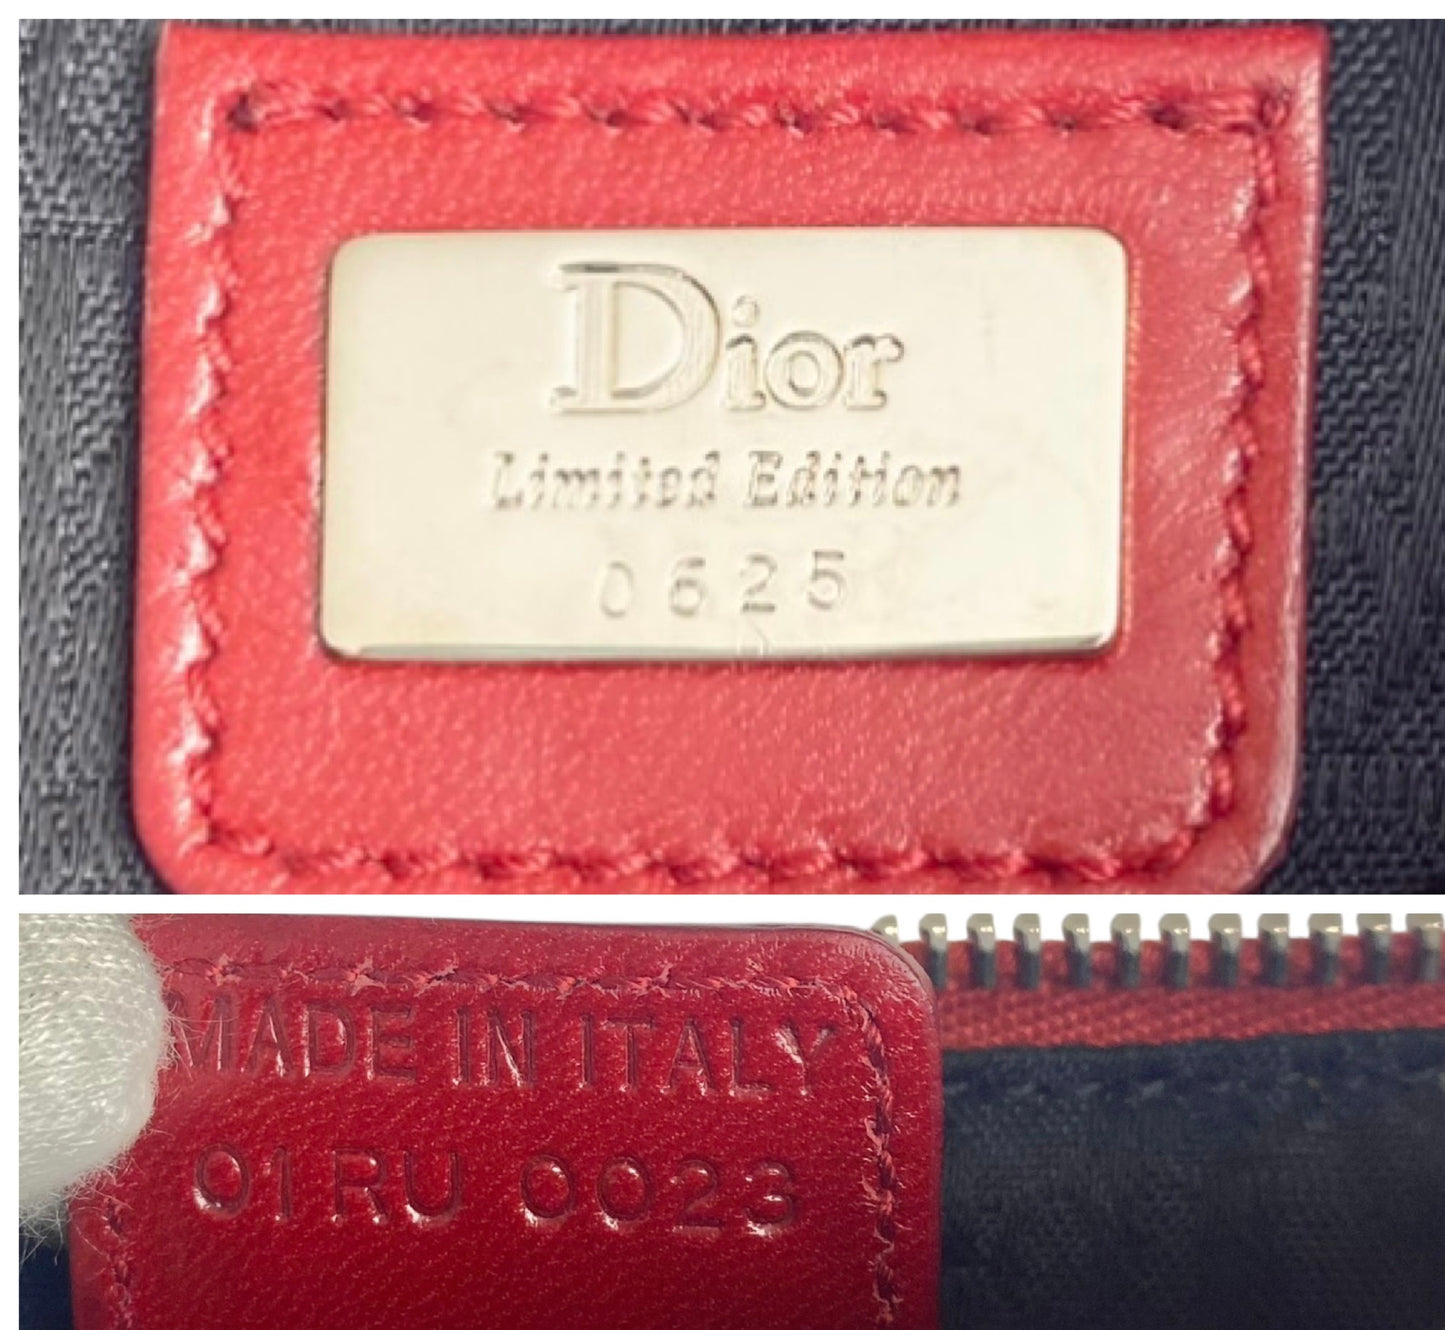 Dior
Limited Edition
0625
MADE IN ITALY
01 RU 0023